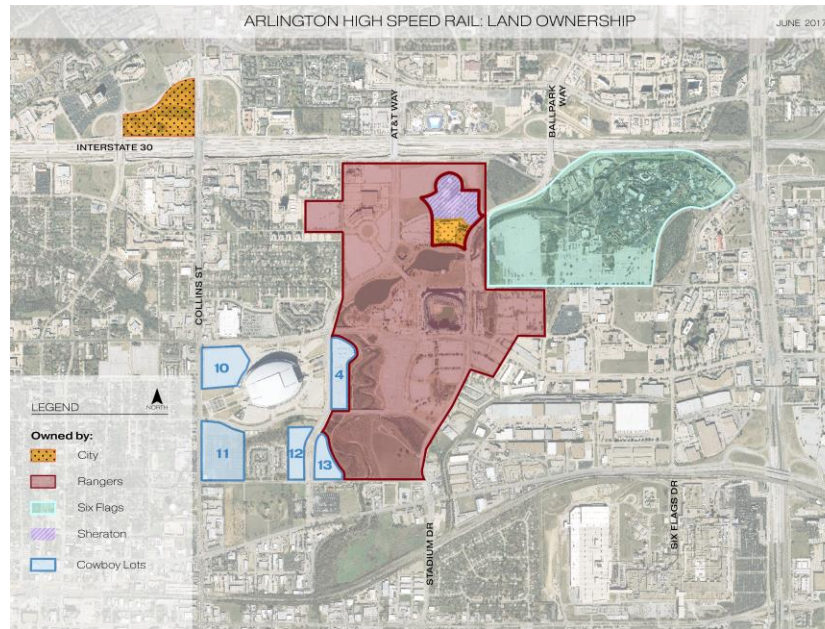 ARLINGTON HIGH SPEED RAIL: LAND OWNERSHIP
JUNE 2017
AT&T WAY
BALLPARK
WAY
INTERSTATE 30
COLLINS ST
10
4
11
12
13
STADIUM DR
SIX FLAGS DR
LEGEND
NORTH
Owned by:
City
Rangers
Six Flags
Sheraton
Cowboy Lots